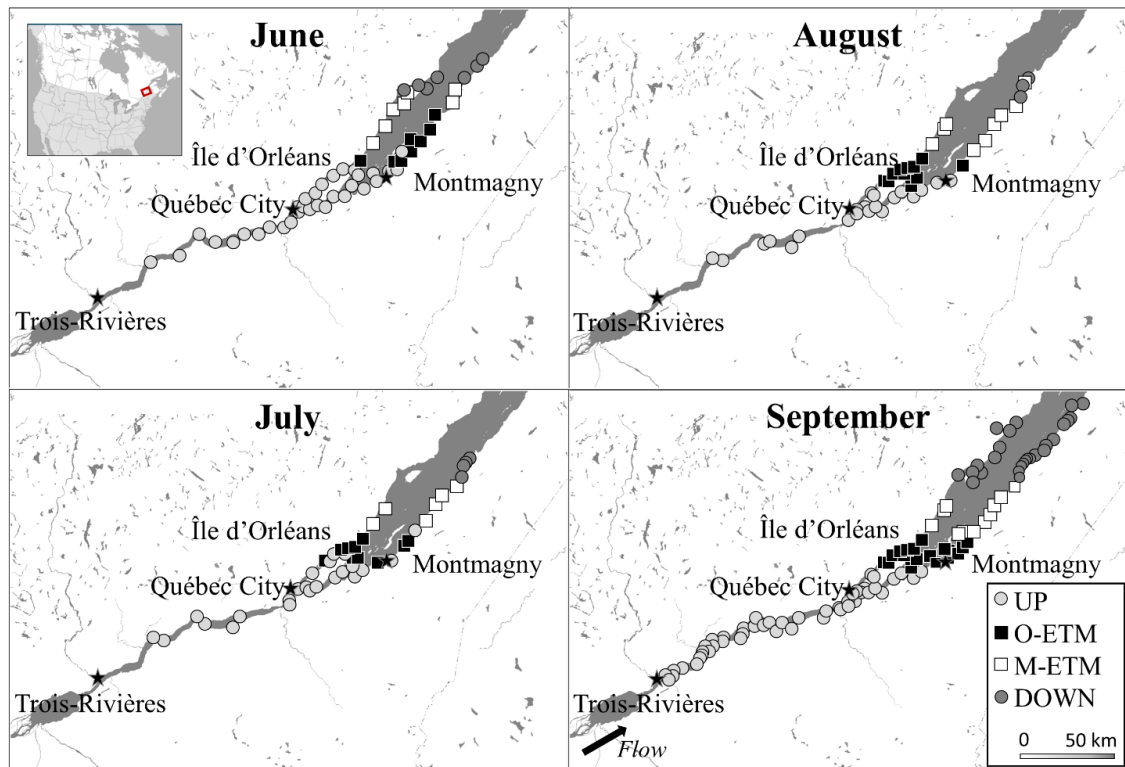 June
Île d'Orléans
Québec City
Montmagny
Trois-Rivières
August
Île d'Orléans
Québec City
Montmagny
Trois-Rivières
July
Île d'Orléans
Québec City
Montmagny
Trois-Rivières
September
Île d'Orléans
Québec City
Montmagny
Trois-Rivières
Flow
UP
O-ETM
M-ETM
DOWN
0 50 km